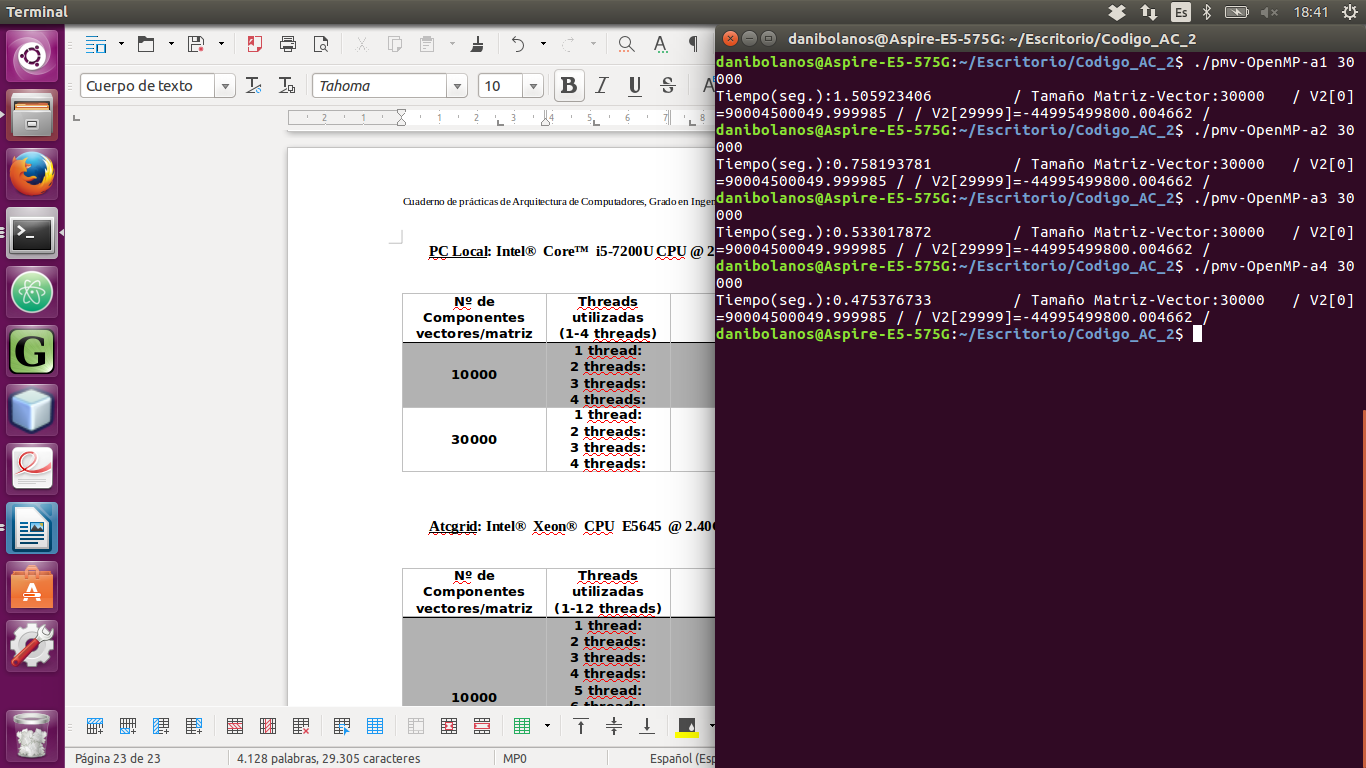 Terminal
Es
18:41
Cuerpo de texto
Tahoma
10
danibolanos@Aspire-E5-575G: ~/Escritorio/Codigo_AC_2
2 1 1 2 3 4 5 6 7 8
Cuaderno de prácticas de Arquitectura de Computadores, Grado en Ingen
PC Local: Intel® Core™ i5-7200U CPU @ 2
Nº de
Componentes
vectores/matriz
Threads
utilizadas
(1-4 threads)
10000
1 thread:
2 threads:
3 threads:
4 threads:
30000
1 thread:
2 threads:
3 threads:
4 threads:
Atcgrid: Intel® Xeon® CPU E5645 @ 2.40
Nº de
Componentes
vectores/matriz
Threads
utilizadas
(1-12 threads)
10000
1 thread:
2 threads:
3 threads:
4 threads:
5 thread:
Página 23 de 23
4.128 palabras, 29.305 caracteres
MP0
Español (Esp
danibolanos@Aspire-E5-575G:~/Escritorio/Codigo_AC_2$ ./pmv-OpenMP-a1 30
000
Tiempo(seg.):1.505923406 / Tamaño Matriz-Vector:30000 / V2[0]
=90004500049.999985 / / V2[29999]=-44995499800.004662 /
danibolanos@Aspire-E5-575G:~/Escritorio/Codigo_AC_2$ ./pmv-OpenMP-a2 30
000
Tiempo(seg.):0.758193781 / Tamaño Matriz-Vector:30000 / V2[0]
=90004500049.999985 / / V2[29999]=-44995499800.004662 /
danibolanos@Aspire-E5-575G:~/Escritorio/Codigo_AC_2$ ./pmv-OpenMP-a3 30
000
Tiempo(seg.):0.533017872 / Tamaño Matriz-Vector:30000 / V2[0]
=90004500049.999985 / / V2[29999]=-44995499800.004662 /
danibolanos@Aspire-E5-575G:~/Escritorio/Codigo_AC_2$ ./pmv-OpenMP-a4 30
000
Tiempo(seg.):0.475376733 / Tamaño Matriz-Vector:30000 / V2[0]
=90004500049.999985 / / V2[29999]=-44995499800.004662 /
danibolanos@Aspire-E5-575G:~/Escritorio/Codigo_AC_2$